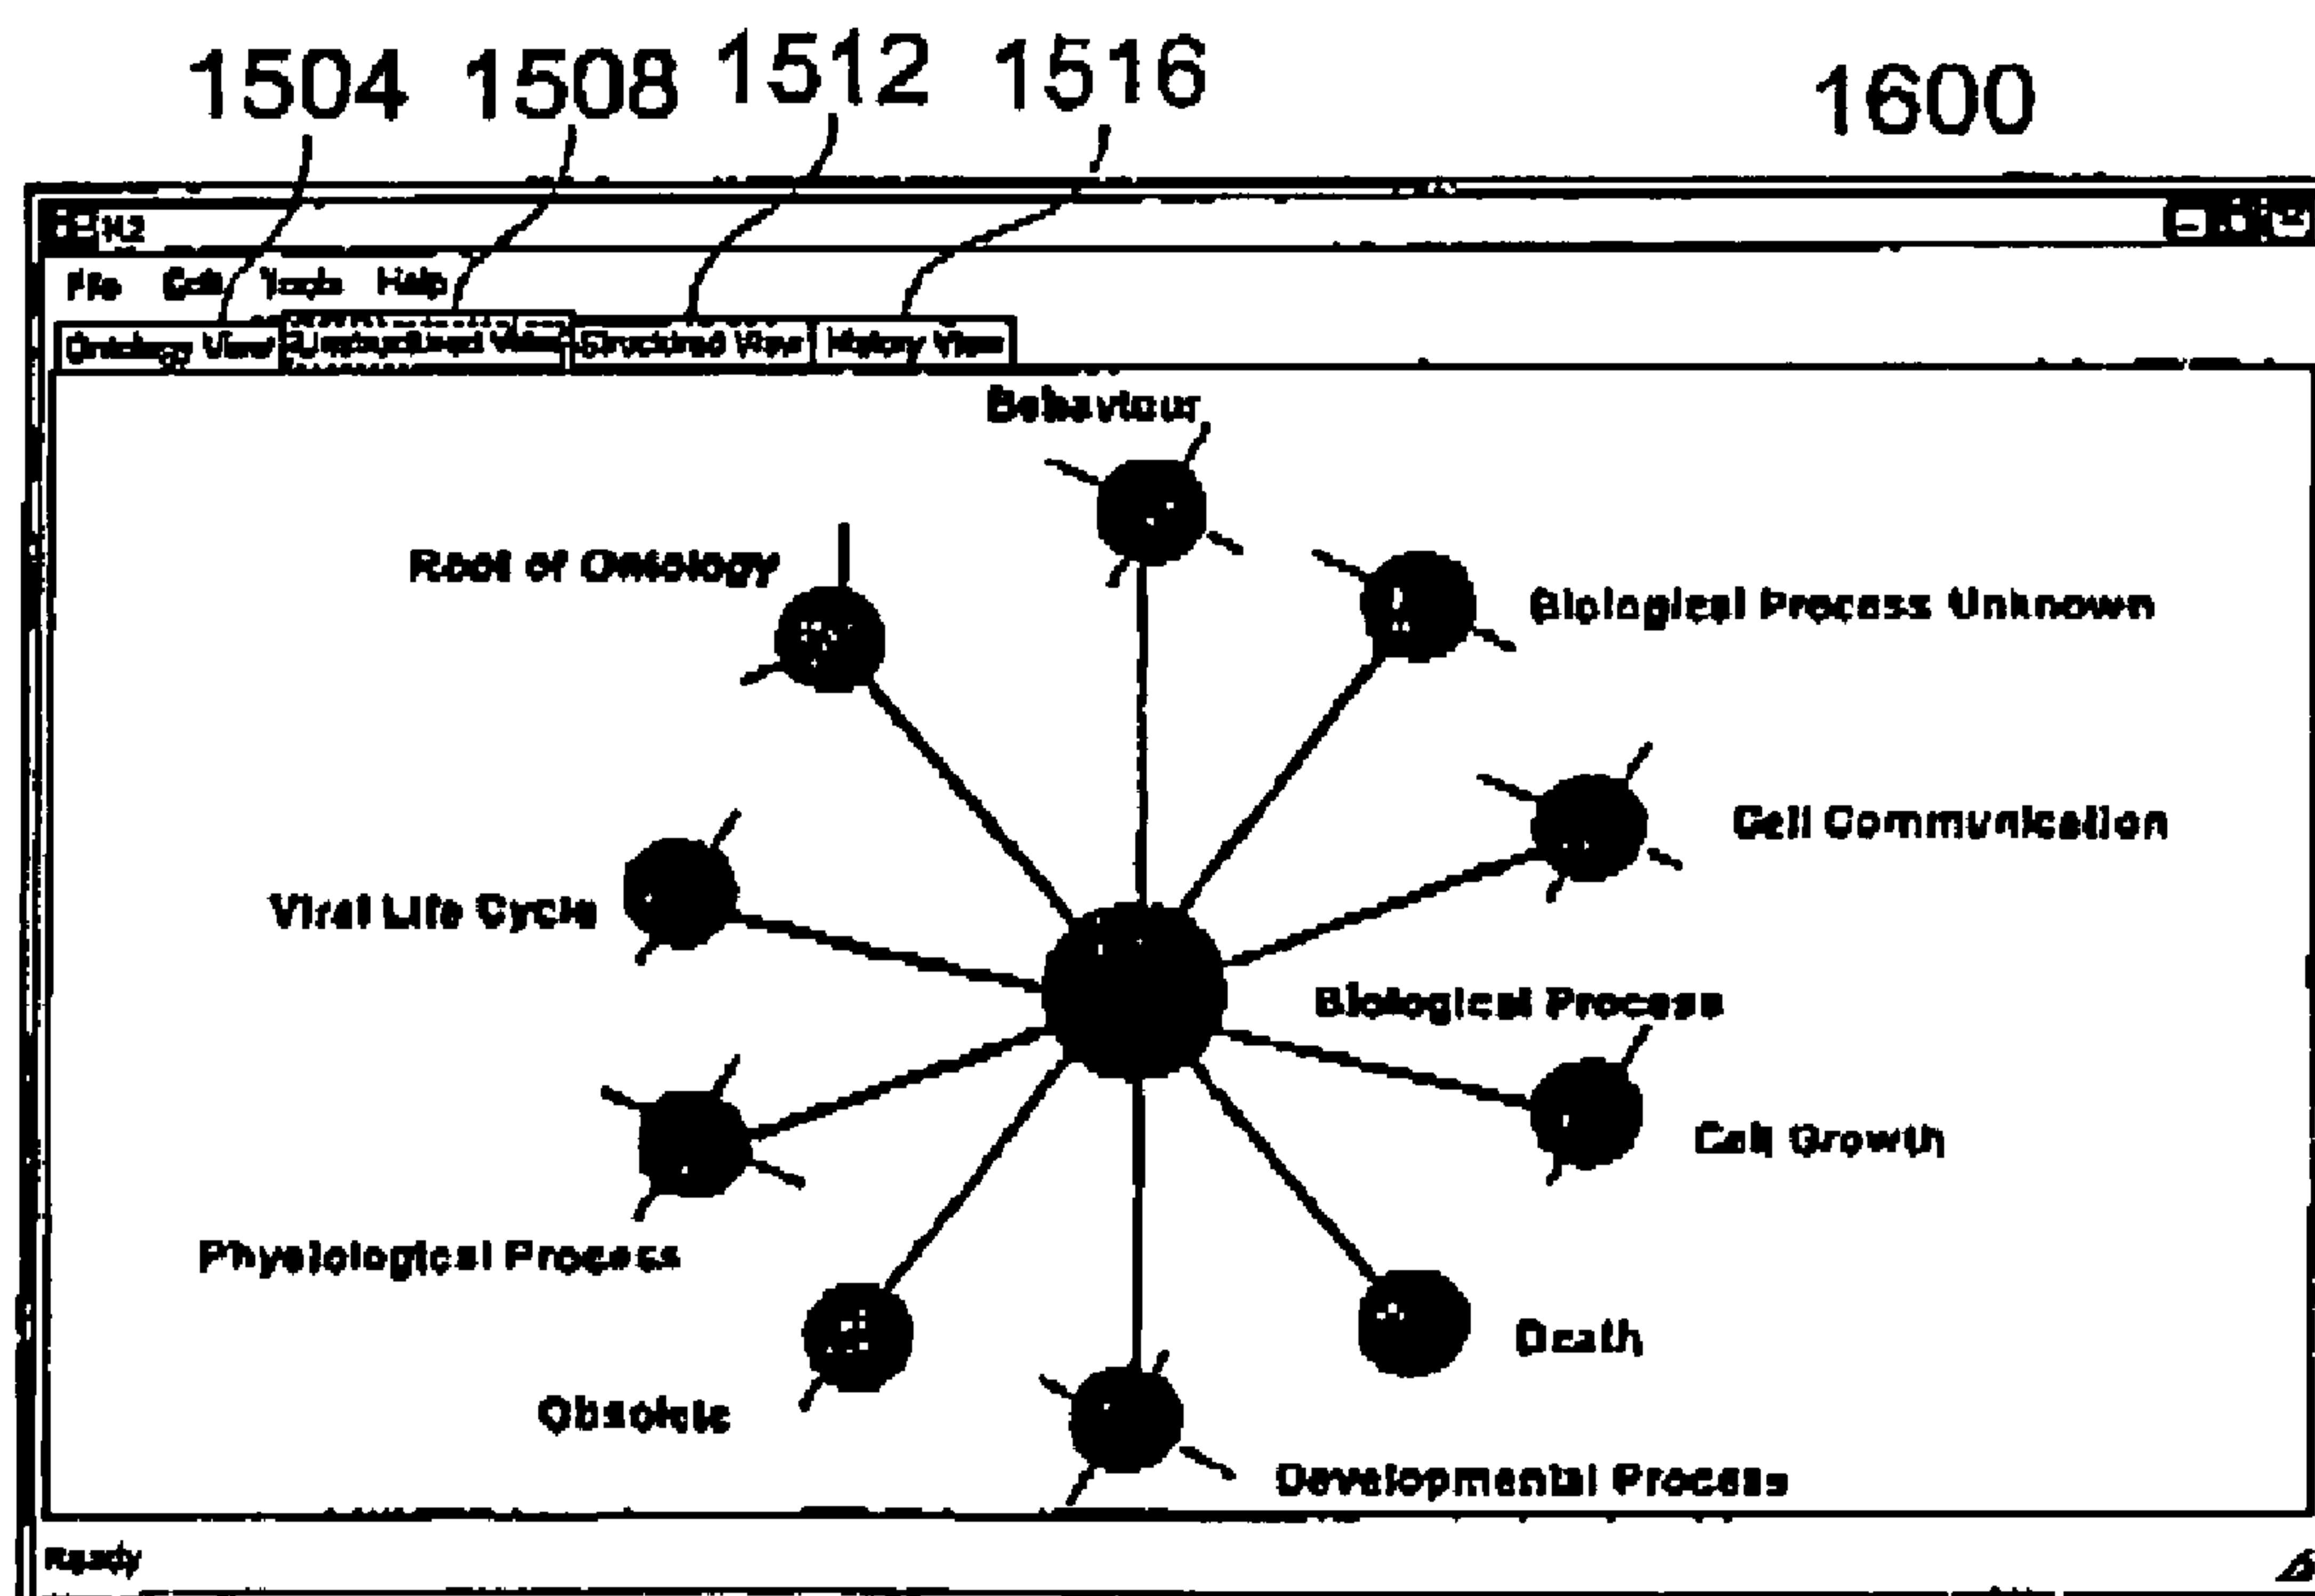 1504 1508 1512 1516 1600
File Edit Tools Help
Ontology View Unstructured View Structured View History View
Behaviour
Root of Ontology
Biological Process Unknown
Cell Communication
Viral Life Cycle
Biological Process
Cell Growth
Physiological Process
Death
Obsolete
Developmental Process
Ready